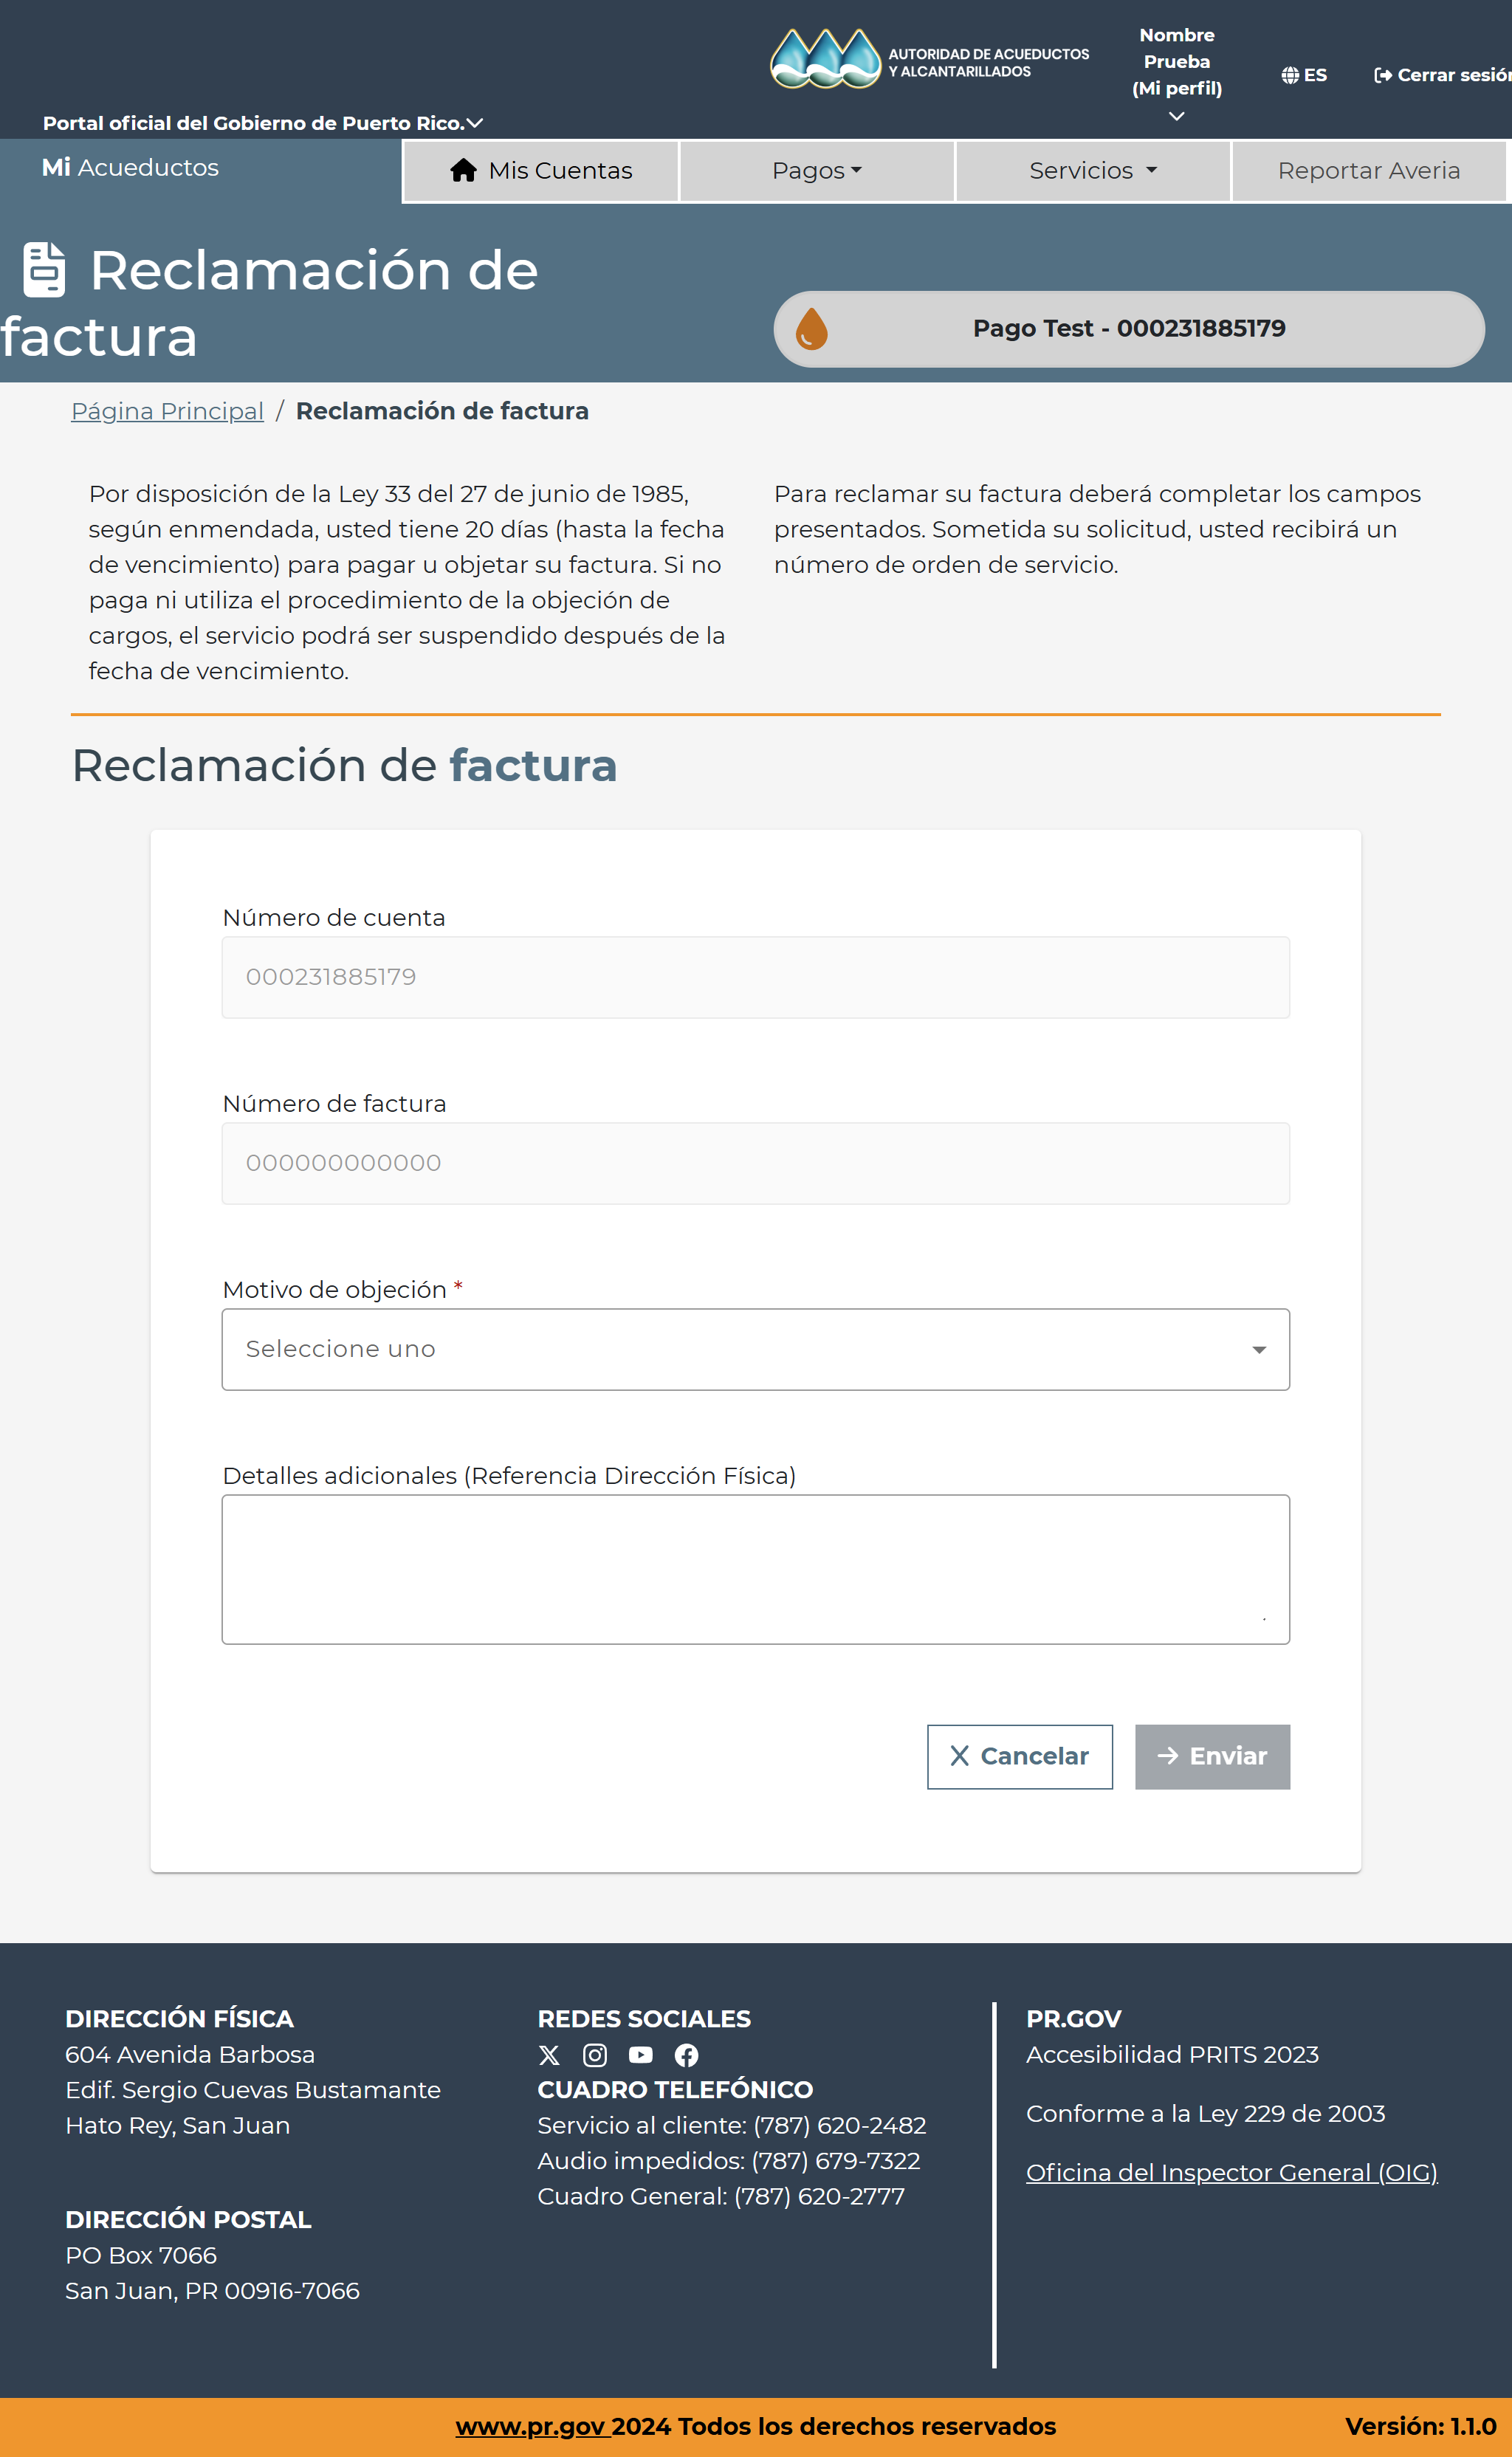 AUTORIDAD DE ACUEDUCTOS
Y ALCANTARILLADOS
Nombre
Prueba
(Mi perfil)
ES
Cerrar sesión
Portal oficial del Gobierno de Puerto Rico.
Mi Acueductos
Mis Cuentas
Pagos
Servicios
Reportar Averia
Reclamación de
factura
Pago Test - 000231885179
Página Principal / Reclamación de factura
Por disposición de la Ley 33 del 27 de junio de 1985,
según enmendada, usted tiene 20 días (hasta la fecha
de vencimiento) para pagar u objetar su factura. Si no
paga ni utiliza el procedimiento de la objeción de
cargos, el servicio podrá ser suspendido después de la
fecha de vencimiento.
Para reclamar su factura deberá completar los campos
presentados. Sometida su solicitud, usted recibirá un
número de orden de servicio.
Reclamación de factura
Número de cuenta
000231885179
Número de factura
000000000000
Motivo de objeción *
Seleccione uno
Detalles adicionales (Referencia Dirección Física)
Cancelar
Enviar
DIRECCIÓN FÍSICA
604 Avenida Barbosa
Edif. Sergio Cuevas Bustamante
Hato Rey, San Juan
DIRECCIÓN POSTAL
PO Box 7066
San Juan, PR 00916-7066
REDES SOCIALES
CUADRO TELEFÓNICO
Servicio al cliente: (787) 620-2482
Audio impedidos: (787) 679-7322
Cuadro General: (787) 620-2777
PR.GOV
Accesibilidad PRITS 2023
Conforme a la Ley 229 de 2003
Oficina del Inspector General (OIG)
www.pr.gov 2024 Todos los derechos reservados
Versión: 1.1.0